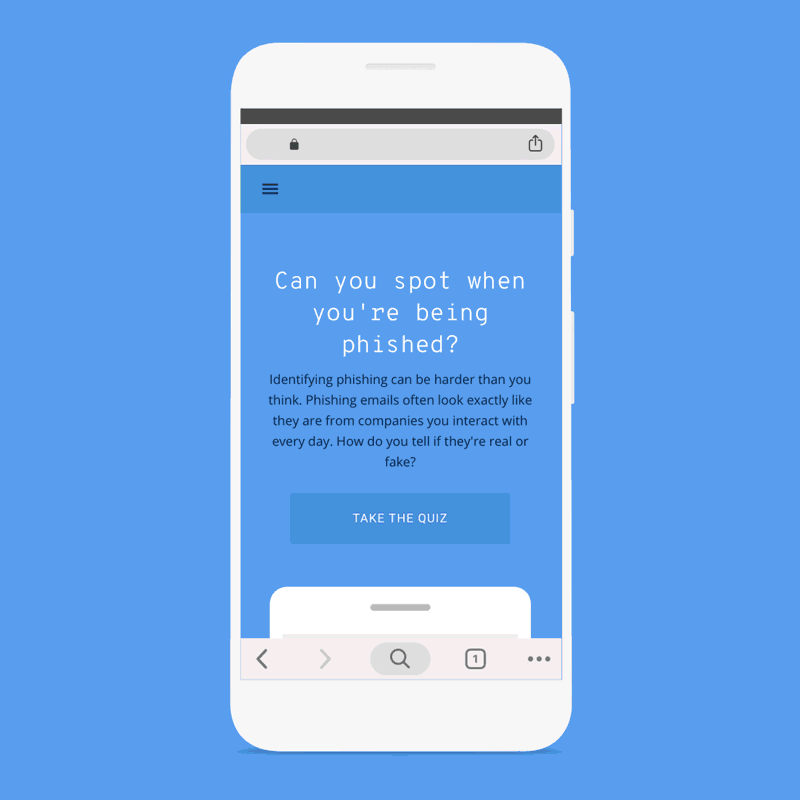 Can you spot when
you're being
phished?
Identifying phishing can be harder than you
think. Phishing emails often look exactly like
they are from companies you interact with
every day. How do you tell if they're real or
fake?
TAKE THE QUIZ
1